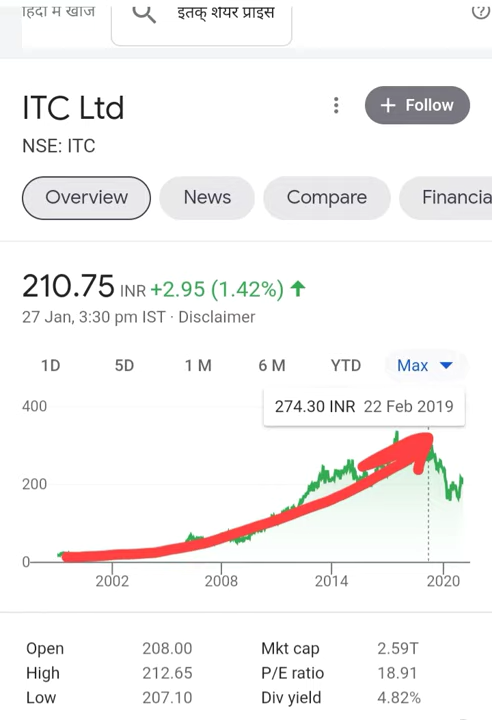 हिंदी में खोज
इतक् शेयर प्राइस
ITC Ltd
+ Follow
NSE: ITC
Overview News Compare Financia
210.75 INR +2.95 (1.42%) ↑
27 Jan, 3:30 pm IST · Disclaimer
1D 5D 1 M 6 M YTD Max
274.30 INR 22 Feb 2019
400
200
0
2002 2008 2014 2020
Open 208.00 Mkt cap 2.59T
High 212.65 P/E ratio 18.91
Low 207.10 Div yield 4.82%